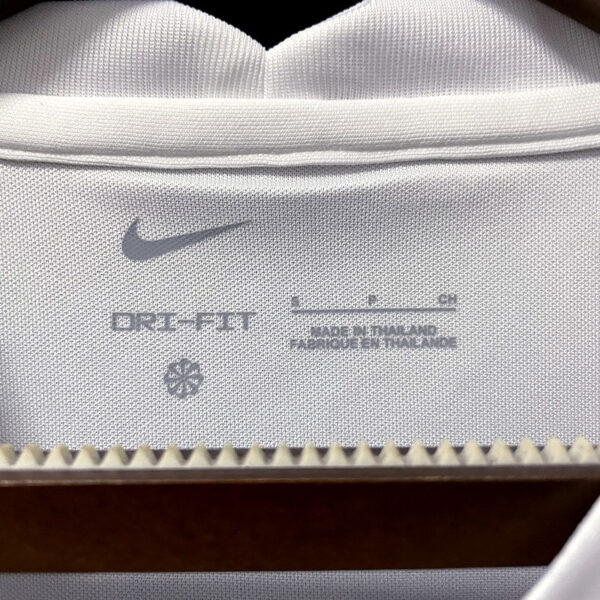 DRI-FIT
S P CH
MADE IN THAILAND
FABRIQUE EN THAILANDE